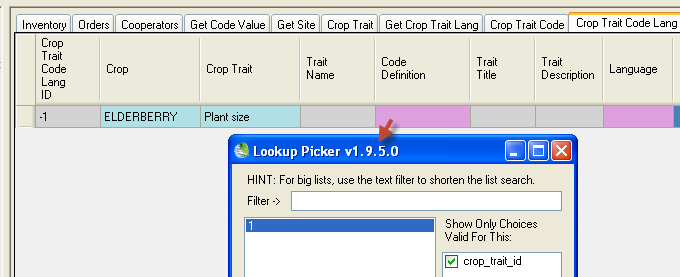 Inventory Orders Cooperators Get Code Value Get Site Crop Trait Get Crop Trait Lang Crop Trait Code Crop Trait Code Lang
Crop Trait Code Lang ID
Crop
Crop Trait
Trait Name
Code Definition
Trait Title
Trait Description
Language
-1 ELDERBERRY Plant size
Lookup Picker v1.9.5.0
HINT: For big lists, use the text filter to shorten the list search.
Filter ->
1
Show Only Choices
Valid For This:
crop_trait_id